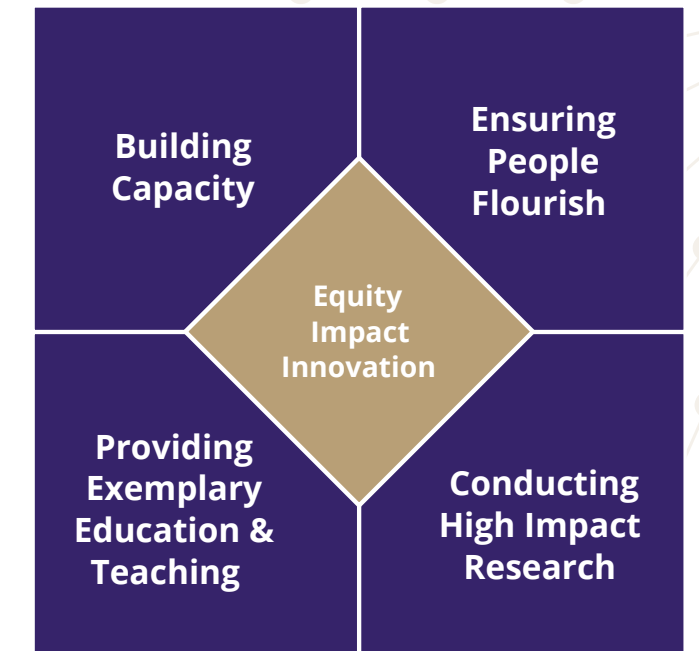 Building
Capacity
Ensuring
People
Flourish
Equity
Impact
Innovation
Providing
Exemplary
Education &
Teaching
Conducting
High Impact
Research